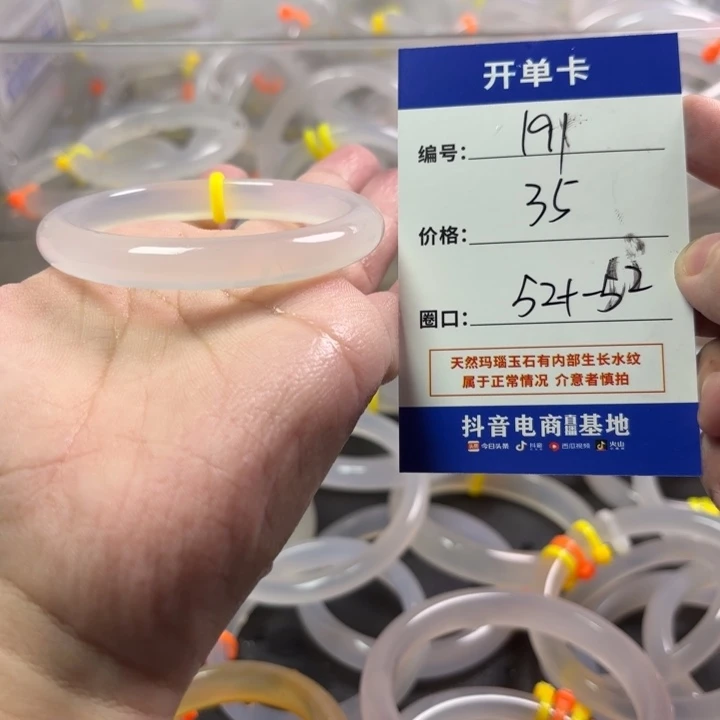 开单卡
编号: 191
价格: 35
圈口: 52+-52
天然玛瑙玉石有内部生长水纹
属于正常情况 介意者慎拍
抖音电商直播基地
今日头条 抖音 西瓜视频 火山